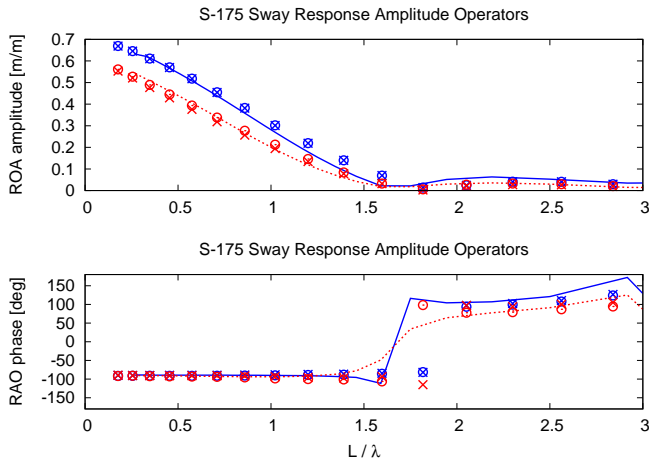 S-175 Sway Response Amplitude Operators
ROA amplitude [m/m]
0.7
0.6
0.5
0.4
0.3
0.2
0.1
0
0 0.5 1 1.5 2 2.5 3
S-175 Sway Response Amplitude Operators
RAO phase [deg]
150
100
50
0
-50
-100
-150
0 0.5 1 1.5 2 2.5 3
L / λ